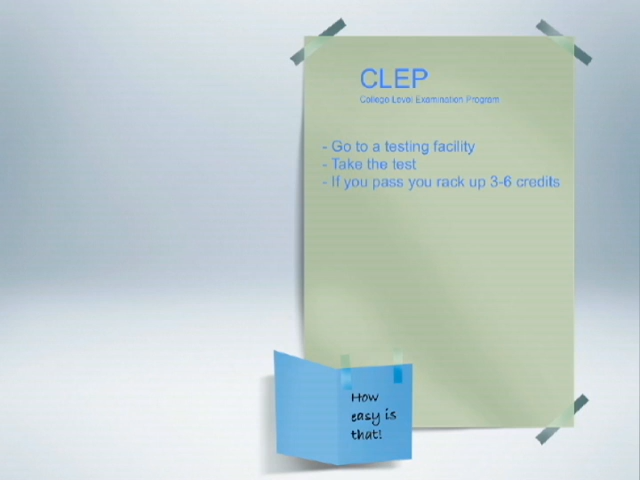 CLEP
College Level Examination Program
- Go to a testing facility
- Take the test
- If you pass you rack up 3-6 credits
How
easy is
that!